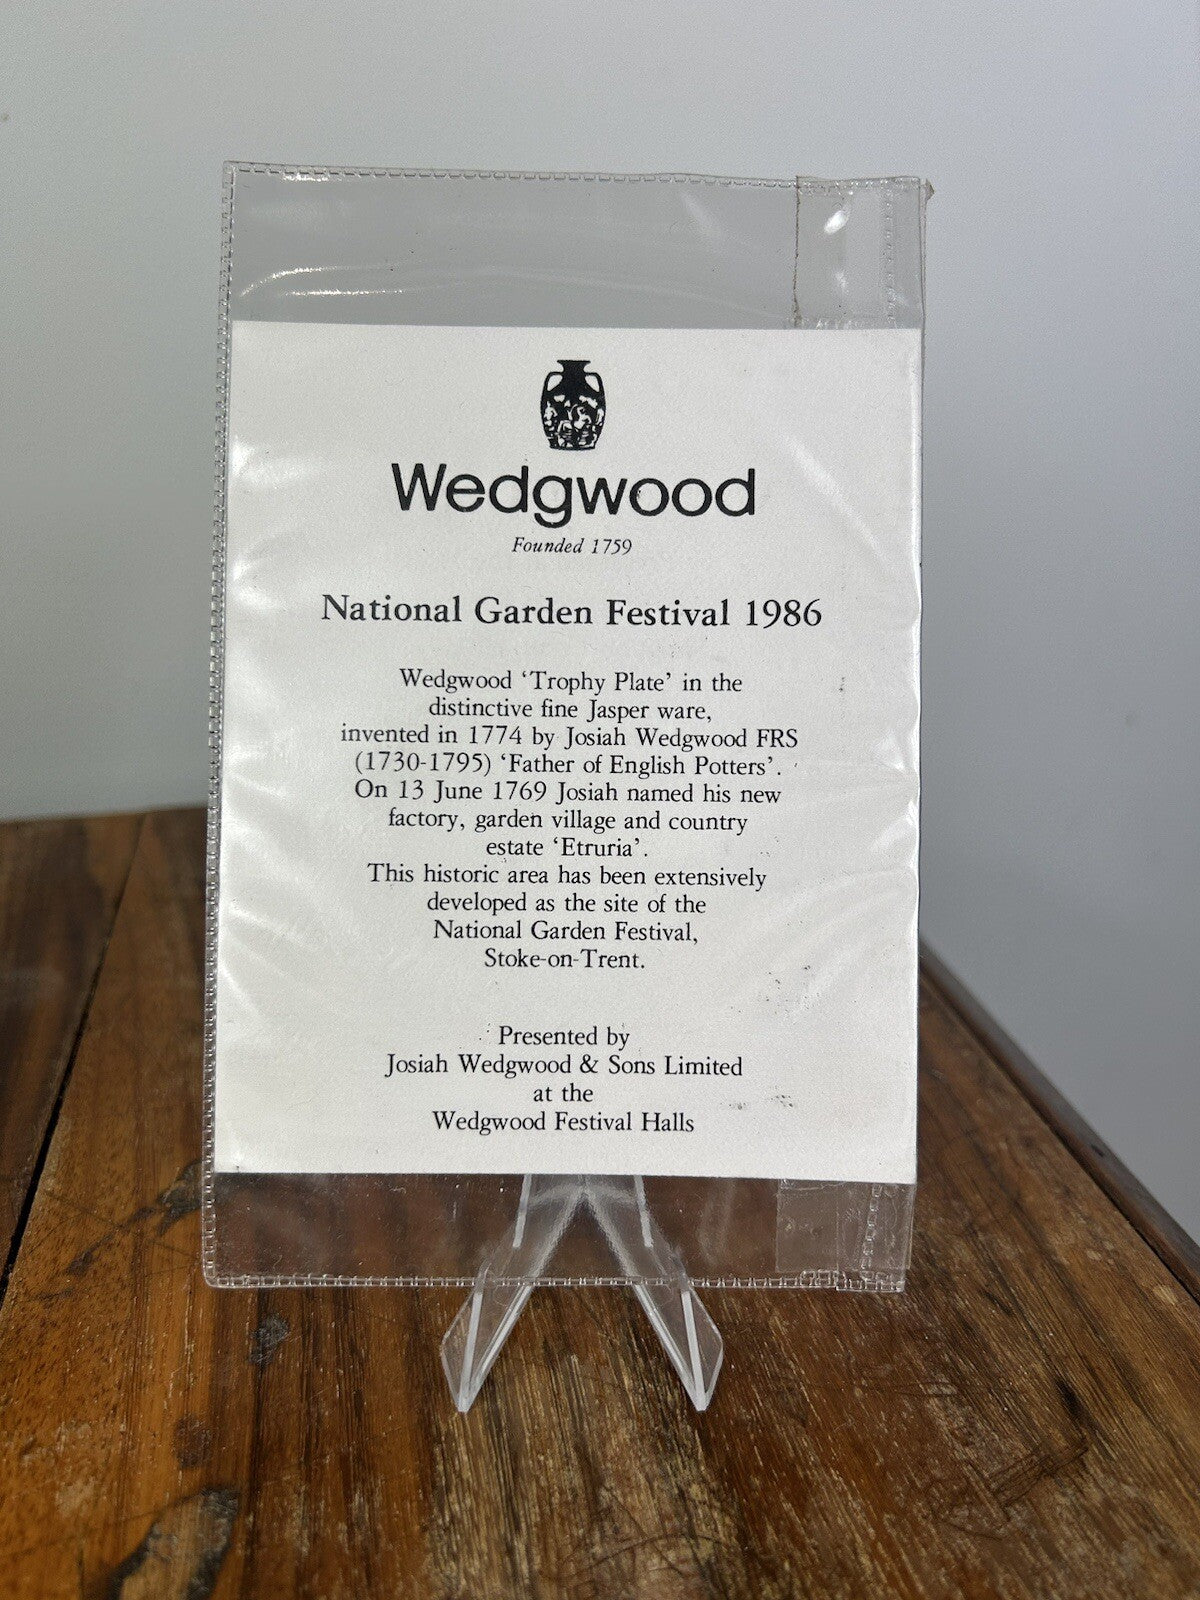 Wedgwood
Founded 1759
National Garden Festival 1986
Wedgwood ‘Trophy Plate’ in the
distinctive fine Jasper ware,
invented in 1774 by Josiah Wedgwood FRS
(1730-1795) ‘Father of English Potters’.
On 13 June 1769 Josiah named his new
factory, garden village and country
estate ‘Etruria’.
This historic area has been extensively
developed as the site of the
National Garden Festival,
Stoke-on-Trent.
Presented by
Josiah Wedgwood & Sons Limited
at the
Wedgwood Festival Halls